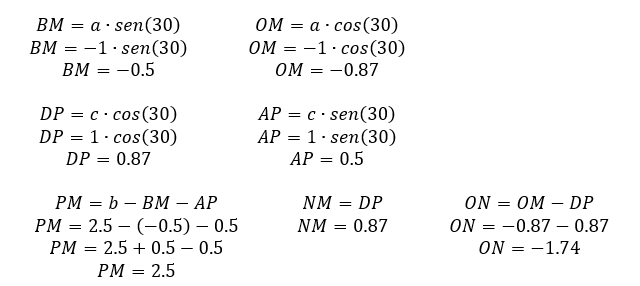 BM = a · sen(30)
BM = −1 · sen(30)
BM = −0.5
OM = a · cos(30)
OM = −1 · cos(30)
OM = −0.87
DP = c · cos(30)
DP = 1 · cos(30)
DP = 0.87
AP = c · sen(30)
AP = 1 · sen(30)
AP = 0.5
PM = b − BM − AP
PM = 2.5 − (−0.5) − 0.5
PM = 2.5 + 0.5 − 0.5
PM = 2.5
NM = DP
NM = 0.87
ON = OM − DP
ON = −0.87 − 0.87
ON = −1.74